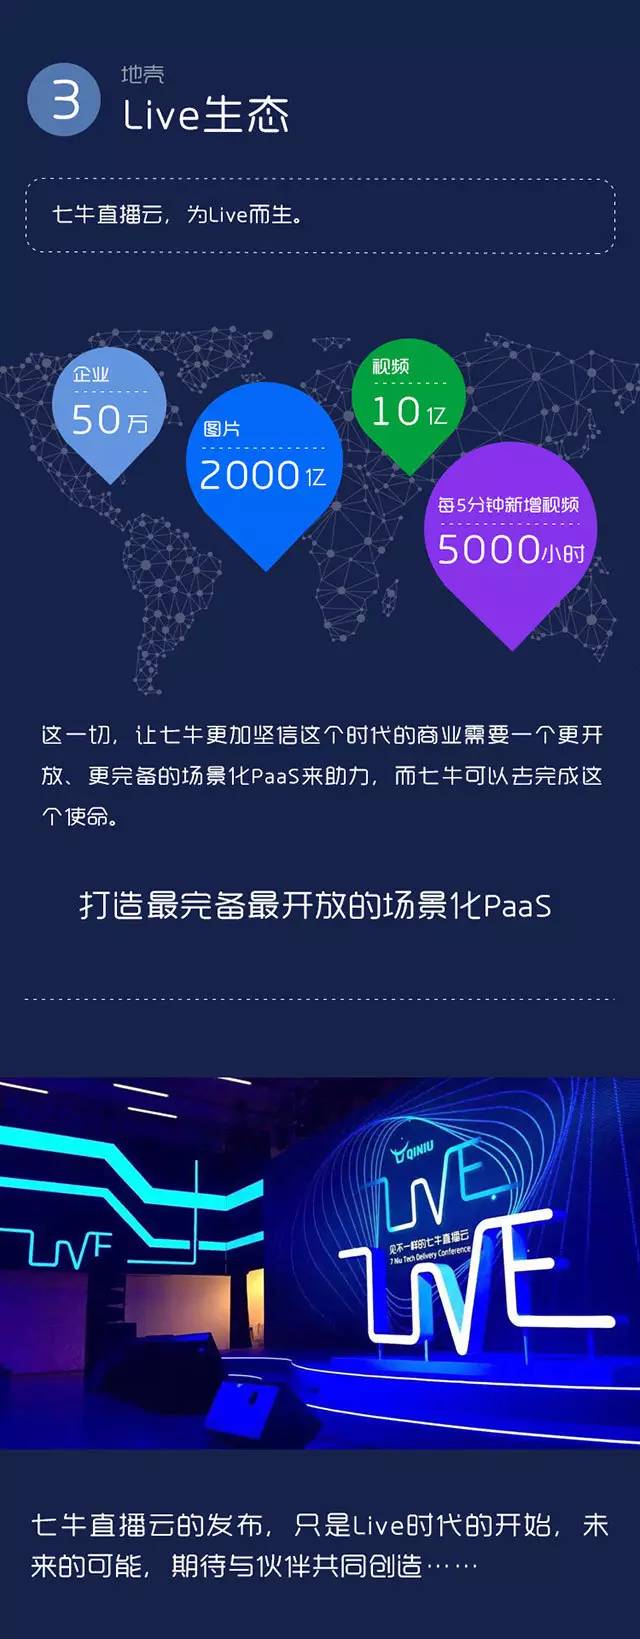 3
地壳
Live生态
七牛直播云，为Live而生。
企业
50万
图片
2000亿
视频
10亿
每5分钟新增视频
5000小时
这一切，让七牛更加坚信这个时代的商业需要一个更开
放、更完备的场景化PaaS来助力，而七牛可以去完成这
个使命。
打造最完备最开放的场景化PaaS
LIVE
QINIU
LIVE
见不一样的七牛直播云
7 Niu Tech Delivery Conference
LIVE
七牛直播云的发布，只是Live时代的开始，未
来的可能，期待与伙伴共同创造……